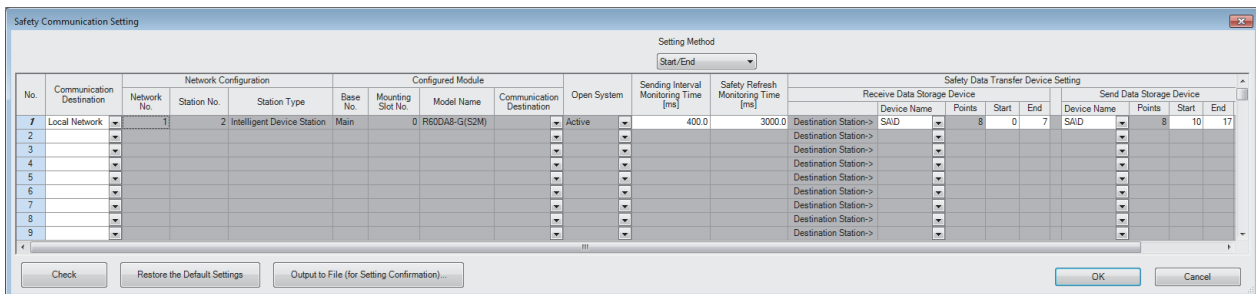 Safety Communication Setting
Setting Method
Start/End
No. Communication Destination Network Configuration Configured Module Open System Sending Interval Monitoring Time [ms] Safety Refresh Monitoring Time [ms] Safety Data Transfer Device Setting
Network No. Station No. Station Type Base No. Mounting Slot No. Model Name Communication Destination Receive Data Storage Device Send Data Storage Device
Device Name Points Start End Device Name Points Start End
1 Local Network 1 2 Intelligent Device Station Main 0 R60DA8-G(S2M) Active 400.0 3000.0 Destination Station-> SA\D 8 0 7 SA\D 8 10 17
2 Destination Station->
3 Destination Station->
4 Destination Station->
5 Destination Station->
6 Destination Station->
7 Destination Station->
8 Destination Station->
9 Destination Station->
Check Restore the Default Settings Output to File (for Setting Confirmation)... OK Cancel